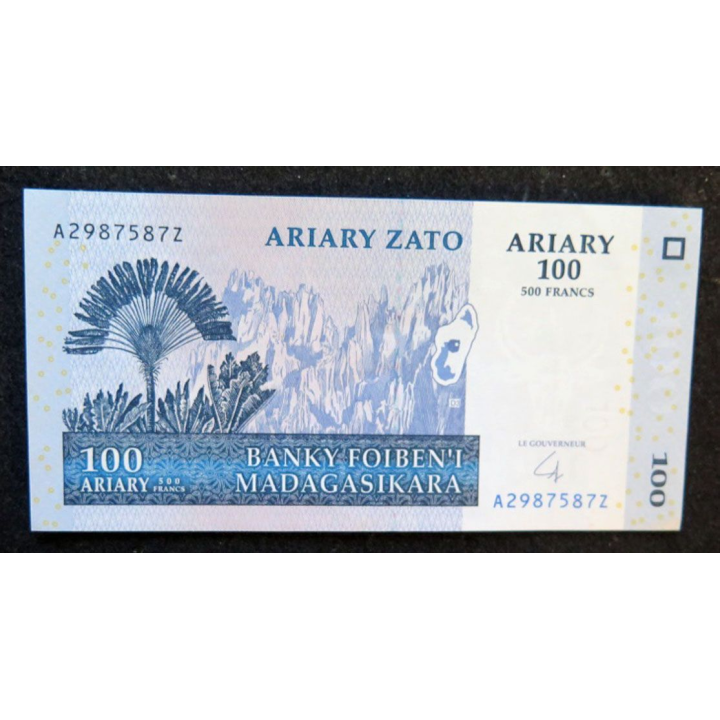 A2987587Z
ARIARY ZATO
ARIARY
100
500 FRANCS
LE GOUVERNEUR
100
ARIARY 500 FRANCS
BANKY FOIBEN'I
MADAGASIKARA
A2987587Z
100